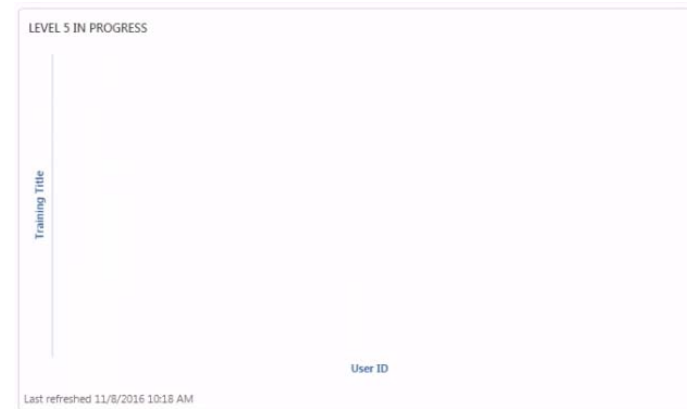 LEVEL 5 IN PROGRESS
Training Title
User ID
Last refreshed 11/8/2016 10:18 AM